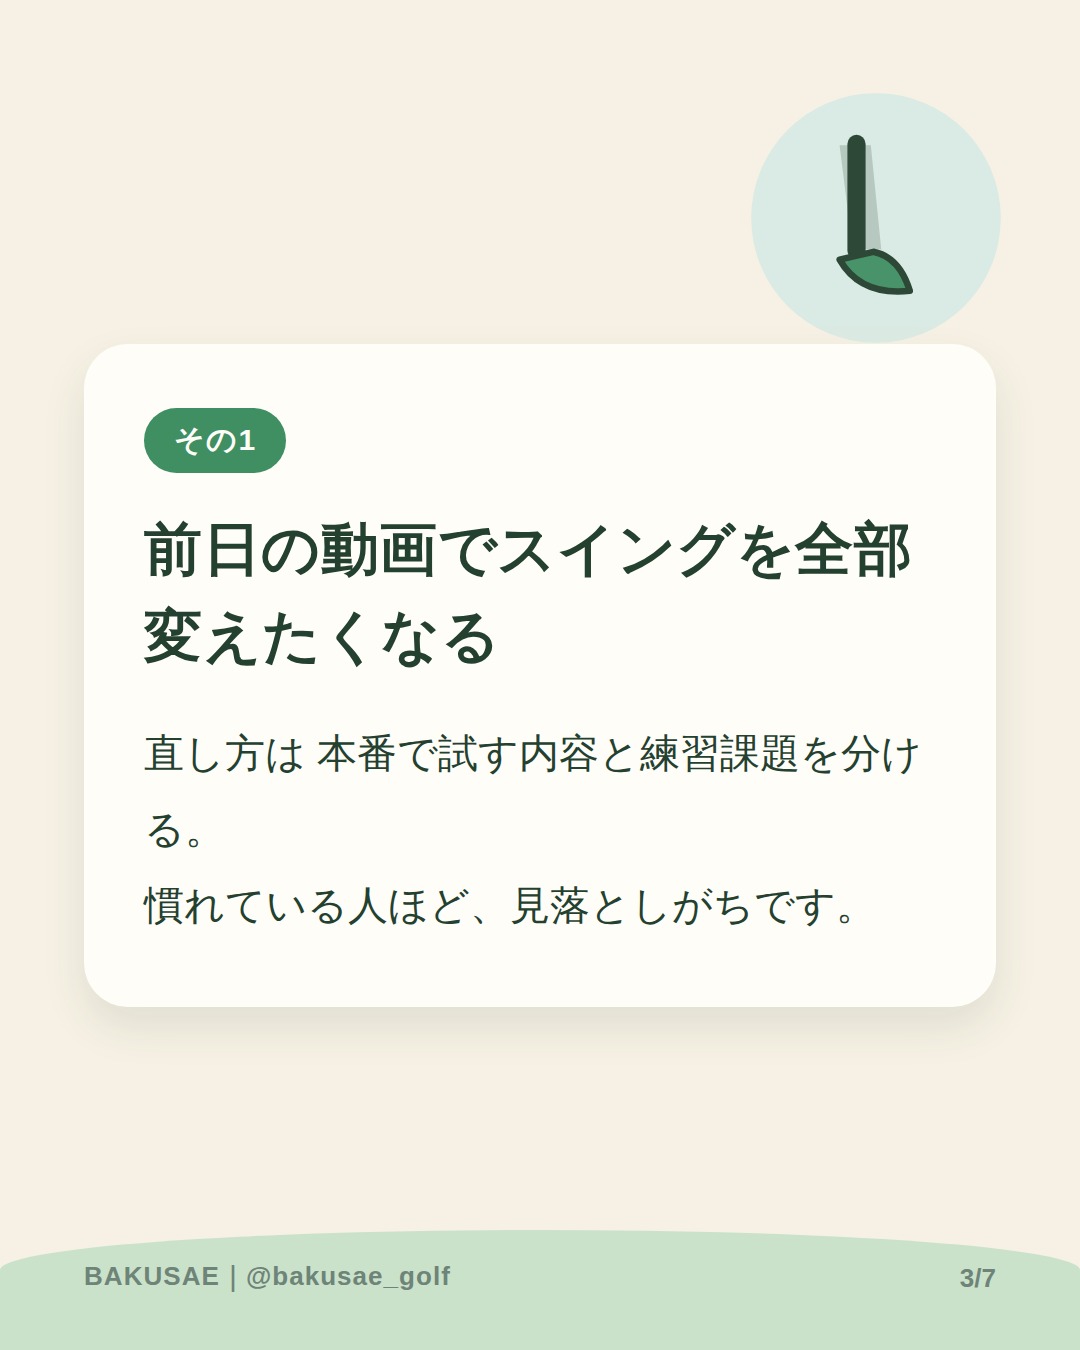 その1
前日の動画でスイングを全部
変えたくなる
直し方は 本番で試す内容と練習課題を分け
る。
慣れている人ほど、見落としがちです。
BAKUSAE | @bakusae_golf
3/7